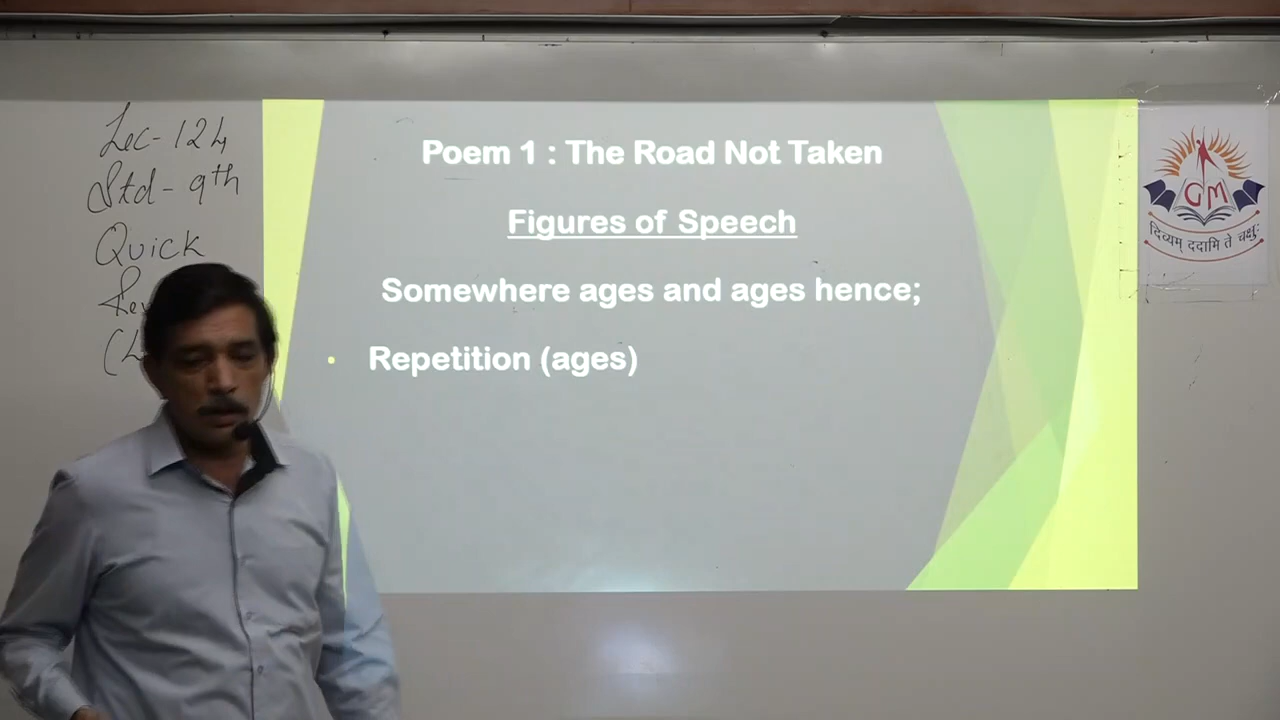 Lec-124
Std-9th
Quick
Poem 1 : The Road Not Taken
Figures of Speech
Somewhere ages and ages hence;
• Repetition (ages)
GM
दिव्यम् ददामि ते चक्षुः